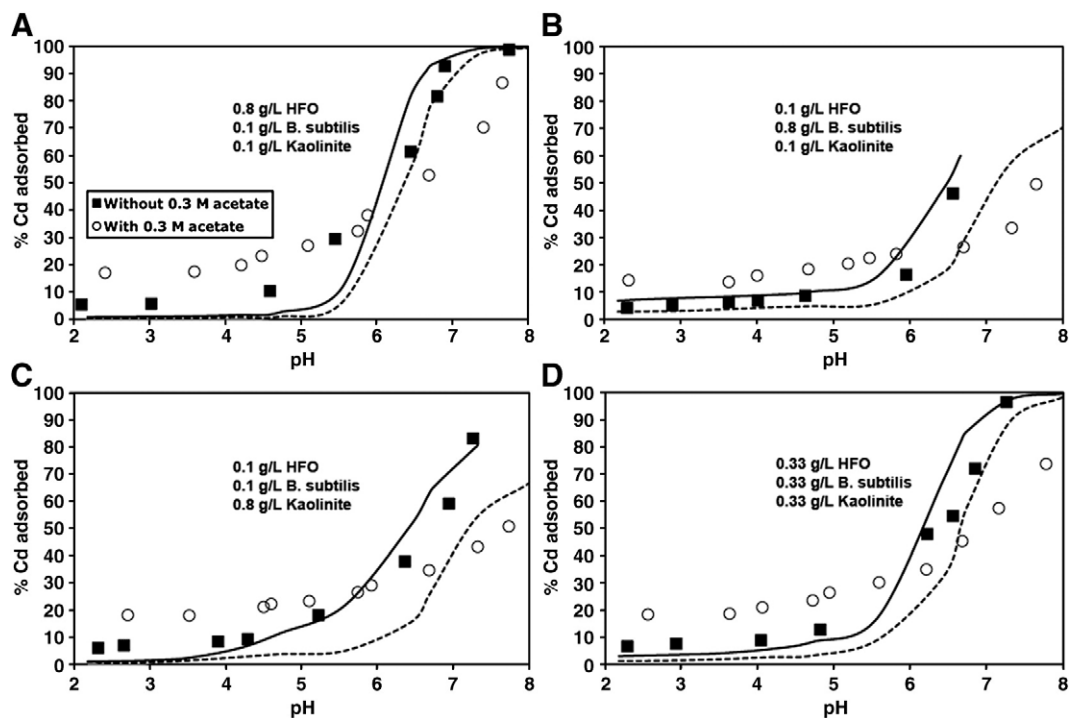 A
100
90
80
70
60
50
40
30
20
10
0
% Cd adsorbed
0.8 g/L HFO
0.1 g/L B. subtilis
0.1 g/L Kaolinite
Without 0.3 M acetate
With 0.3 M acetate
2 3 4 5 6 7 8
pH
B
100
90
80
70
60
50
40
30
20
10
0
% Cd adsorbed
0.1 g/L HFO
0.8 g/L B. subtilis
0.1 g/L Kaolinite
2 3 4 5 6 7 8
pH
C
100
90
80
70
60
50
40
30
20
10
0
% Cd adsorbed
0.1 g/L HFO
0.1 g/L B. subtilis
0.8 g/L Kaolinite
2 3 4 5 6 7 8
pH
D
100
90
80
70
60
50
40
30
20
10
0
% Cd adsorbed
0.33 g/L HFO
0.33 g/L B. subtilis
0.33 g/L Kaolinite
2 3 4 5 6 7 8
pH